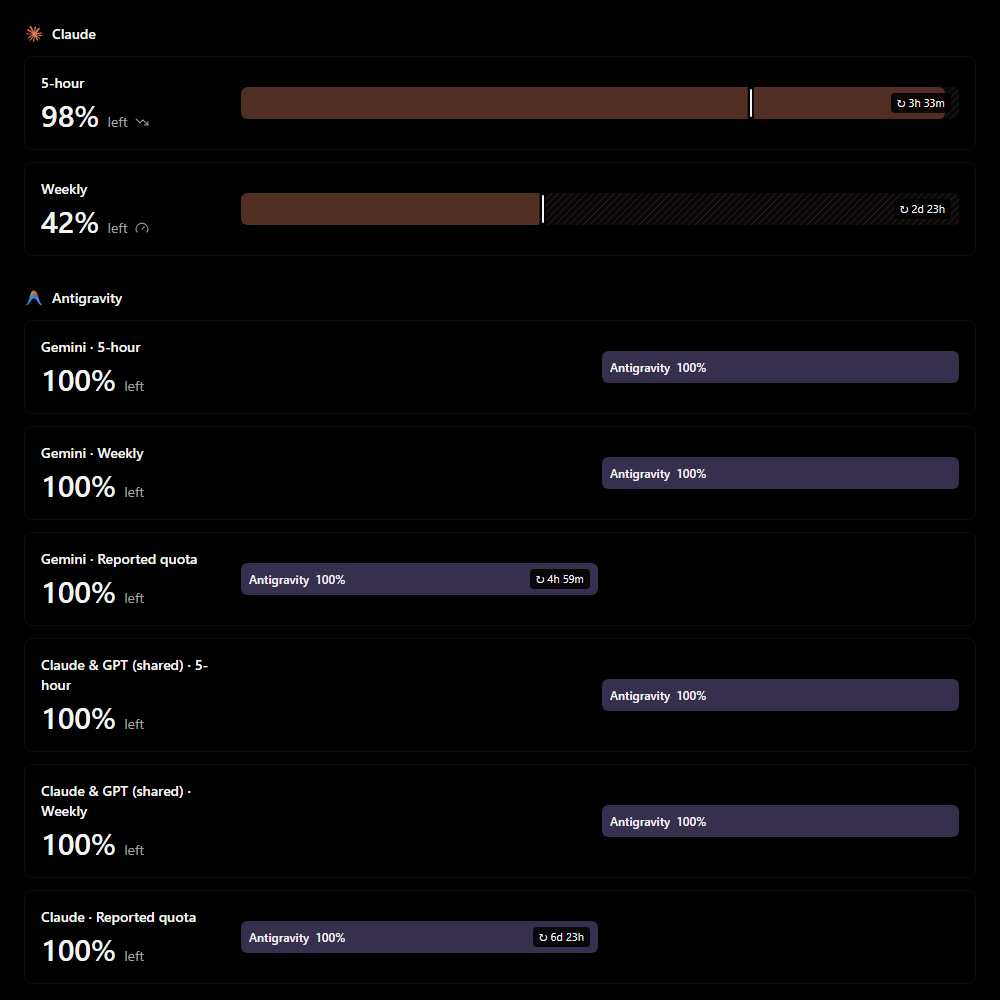 Claude
5-hour
98% left
↻ 3h 33m
Weekly
42% left
↻ 2d 23h
Antigravity
Gemini · 5-hour
100% left
Antigravity 100%
Gemini · Weekly
100% left
Antigravity 100%
Gemini · Reported quota
100% left
Antigravity 100%
↻ 4h 59m
Claude & GPT (shared) · 5-
hour
100% left
Antigravity 100%
Claude & GPT (shared) ·
Weekly
100% left
Antigravity 100%
Claude · Reported quota
100% left
Antigravity 100%
↻ 6d 23h